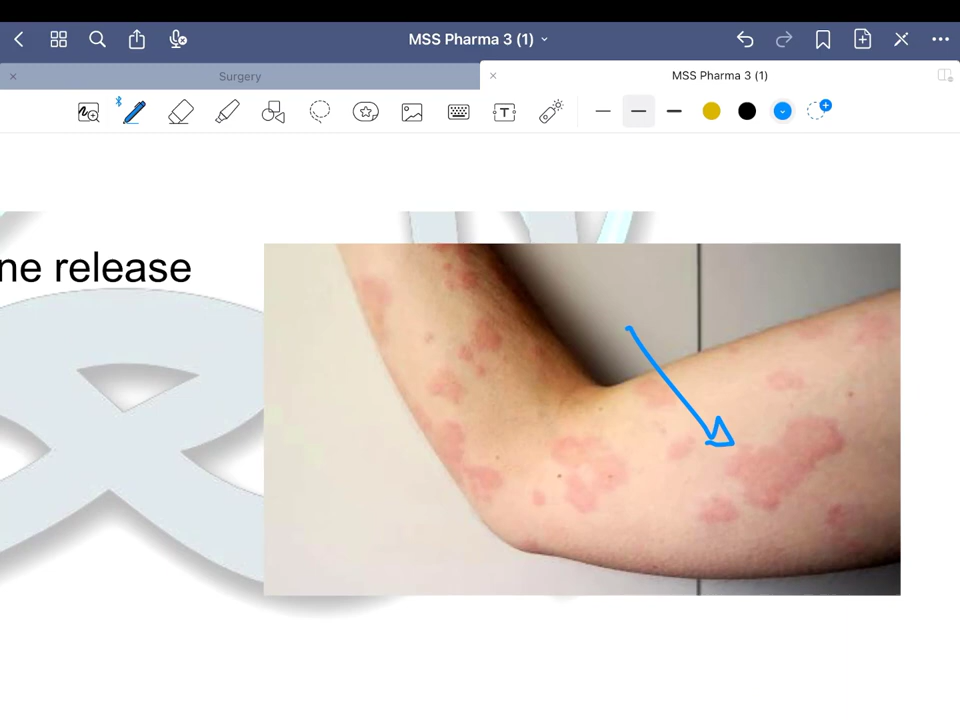 MSS Pharma 3 (1)
Surgery
MSS Pharma 3 (1)
T
ne release